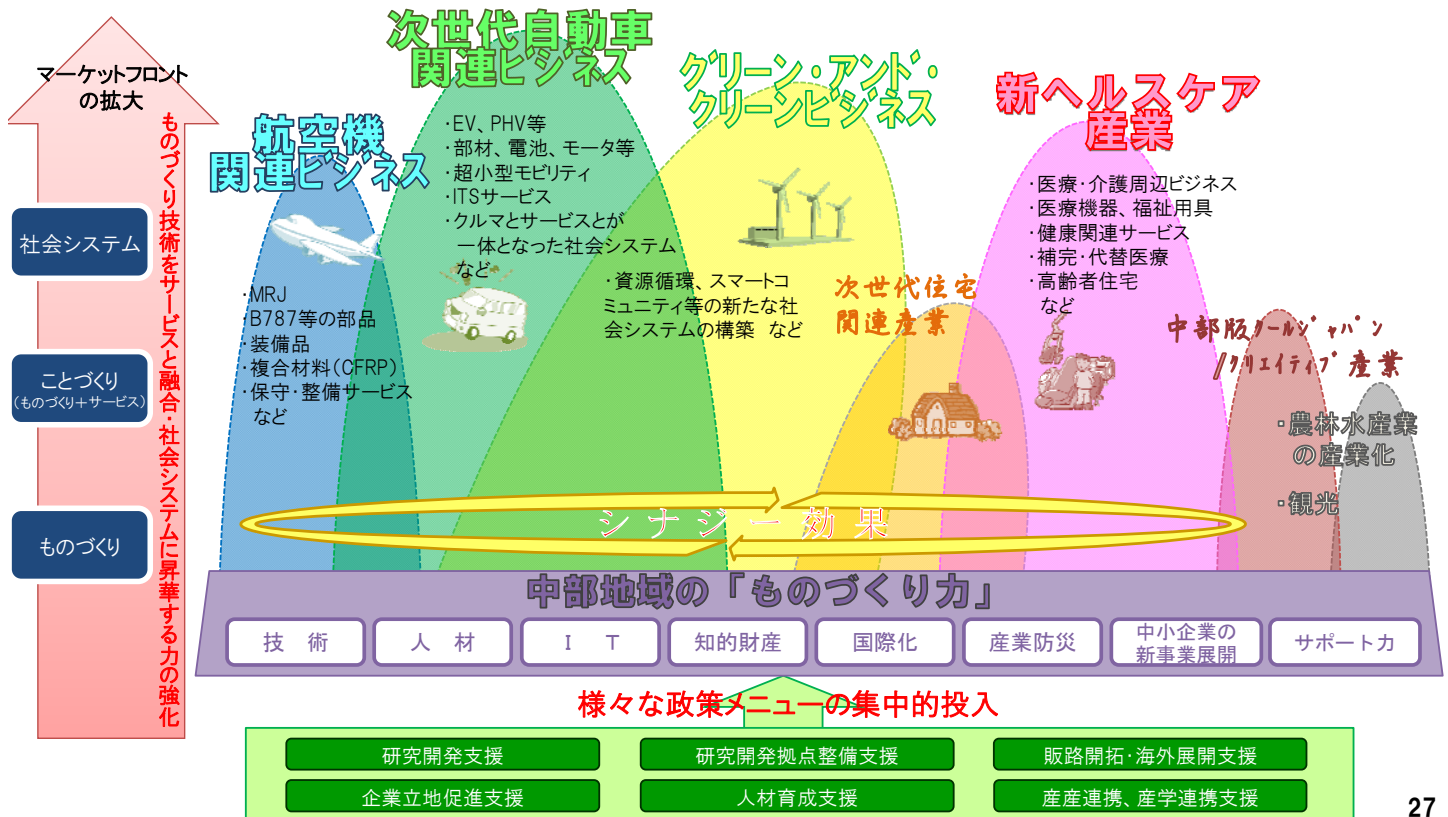 マーケットフロント
の拡大
ものづくり技術をサービスと融合・社会システムに昇華する力の強化
社会システム
ことづくり
(ものづくり+サービス)
ものづくり
航空機
関連ビジネス
・MRJ
・B787等の部品
・装備品
・複合材料(CFRP)
・保守・整備サービス
など
次世代自動車
関連ビジネス
・EV、PHV等
・部材、電池、モータ等
・超小型モビリティ
・ITSサービス
・クルマとサービスとが
一体となった社会システム
など
グリーン・アンド・
クリーンビジネス
・資源循環、スマートコ
ミュニティ等の新たな社
会システムの構築 など
次世代住宅
関連産業
新ヘルスケア
産業
・医療・介護周辺ビジネス
・医療機器、福祉用具
・健康関連サービス
・補完・代替医療
・高齢者住宅
など
中部版クールジャパン
/クリエイティブ産業
・農林水産業
の産業化
・観光
シナジー効果
中部地域の「ものづくり力」
技 術
人 材
I T
知的財産
国際化
産業防災
中小企業の
新事業展開
サポート力
様々な政策メニューの集中的投入
研究開発支援
研究開発拠点整備支援
販路開拓・海外展開支援
企業立地促進支援
人材育成支援
産産連携、産学連携支援
27